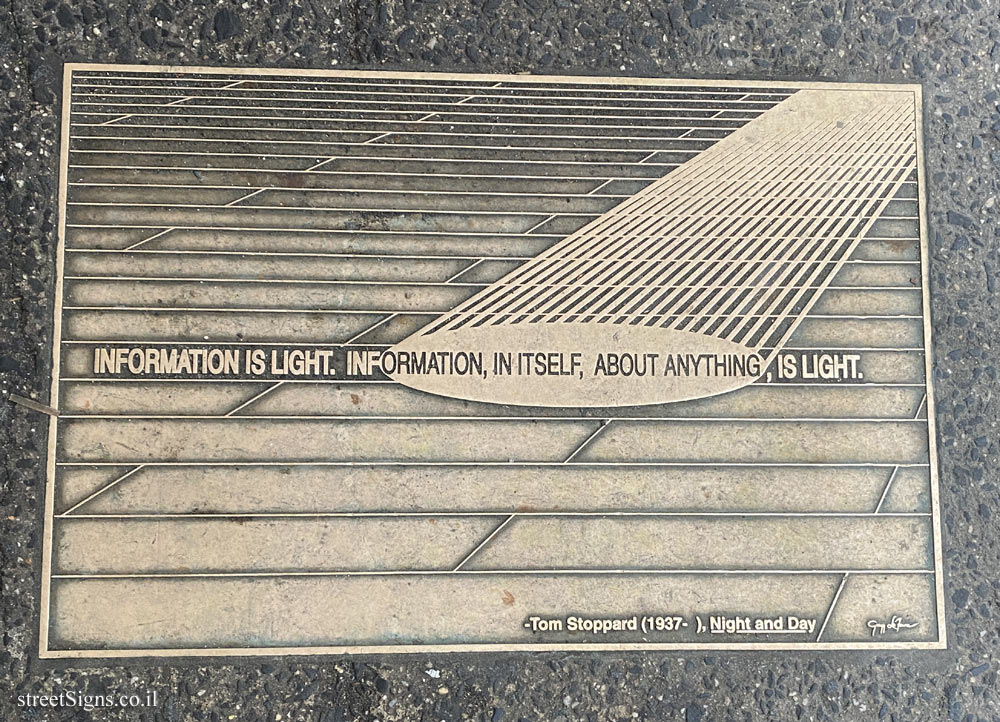 INFORMATION IS LIGHT. INFORMATION, IN ITSELF, ABOUT ANYTHING, IS LIGHT.
-Tom Stoppard (1937- ), Night and Day
streetSigns.co.il